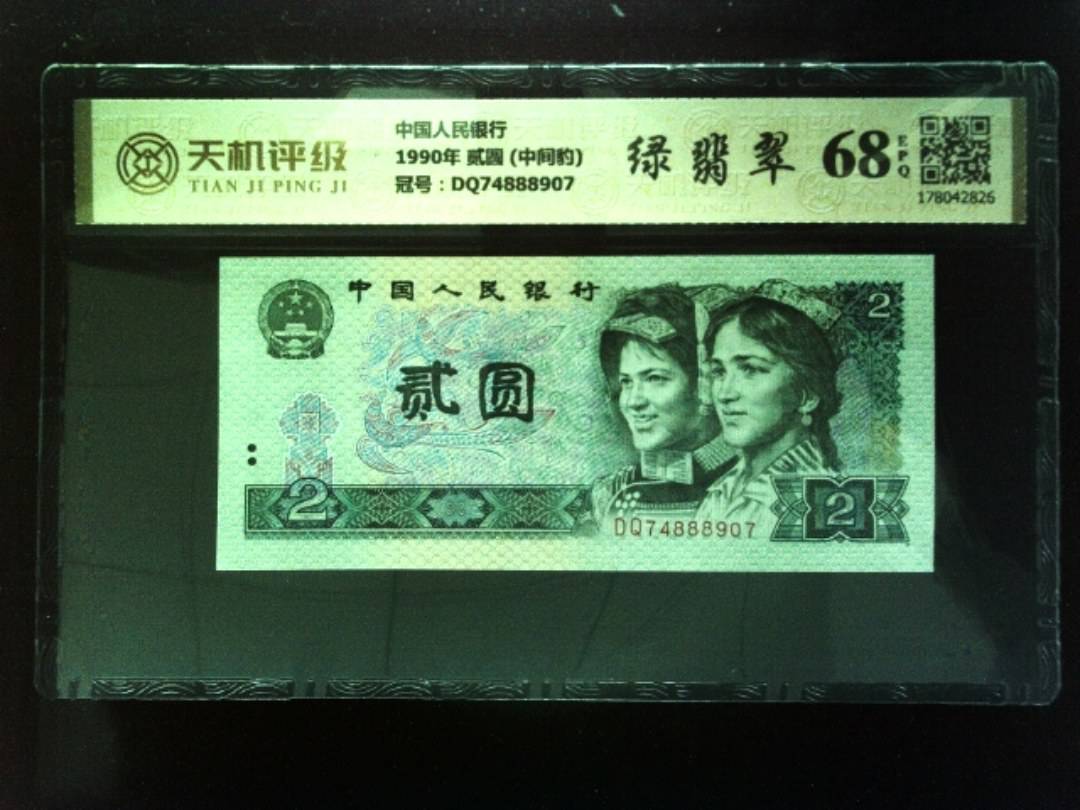 天机评级
TIAN JI PING JI
中国人民银行
1990年 贰圆 (中间豹)
冠号：DQ74888907
绿翡翠
68
EPQ
178042826
中国人民银行
2
贰圆
2
2
DQ74888907